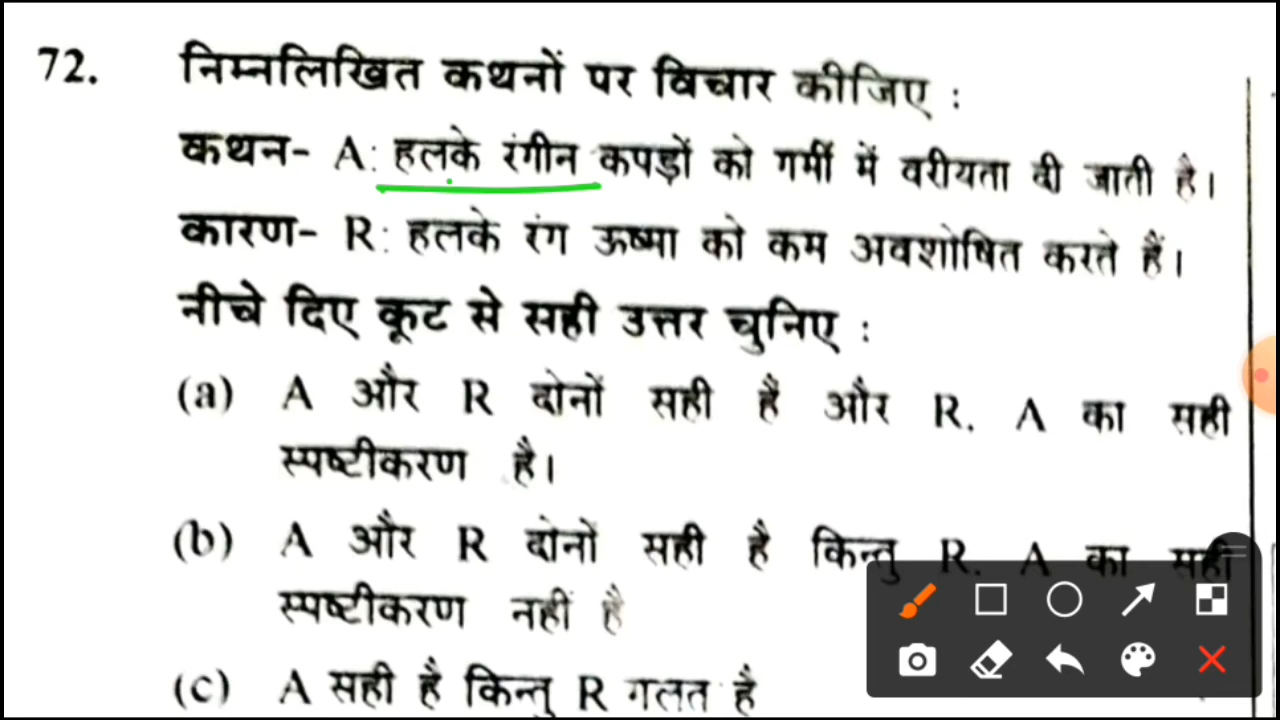 72. निम्नलिखित कथनों पर विचार कीजिए :
कथन- A: हलके रंगीन कपड़ों को गर्मी में वरीयता दी जाती है।
कारण- R: हलके रंग ऊष्मा को कम अवशोषित करते हैं।
नीचे दिए कूट से सही उत्तर चुनिए :
(a) A और R दोनों सही हैं और R. A का सही
स्पष्टीकरण है।
(b) A और R दोनों सही है किन्तु R. A का सही
स्पष्टीकरण नहीं है
(c) A सही है किन्तु R गलत है